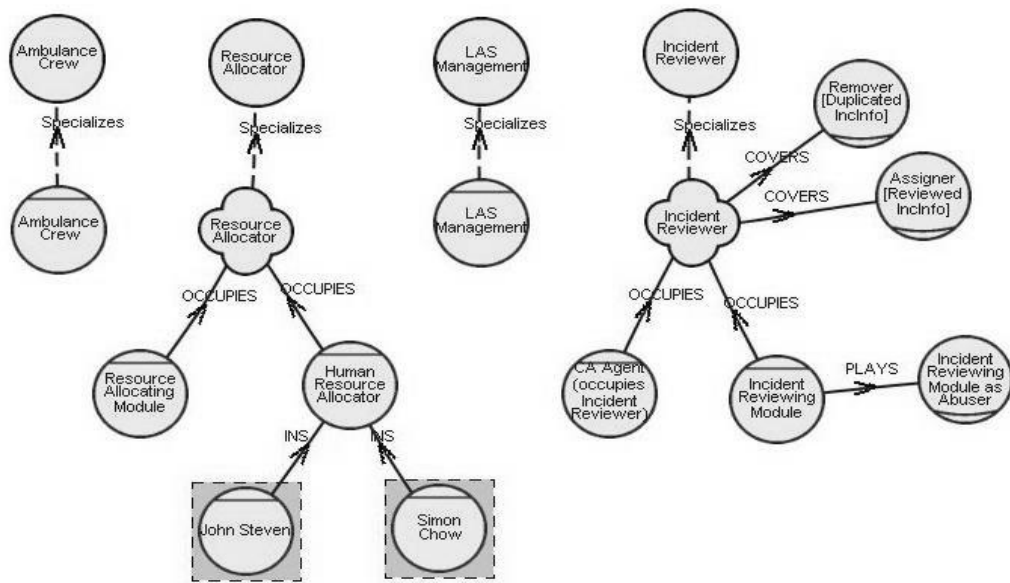 Ambulance
Crew
Resource
Allocator
LAS
Management
Incident
Reviewer
Remover
[Duplicated
IncInfo]
Specializes
Specializes
Specializes
Specializes
COVERS
Assigner
[Reviewed
IncInfo]
COVERS
Ambulance
Crew
Resource
Allocator
LAS
Management
Incident
Reviewer
OCCUPIES
OCCUPIES
OCCUPIES
OCCUPIES
Resource
Allocating
Module
Human
Resource
Allocator
CA Agent
(occupies
Incident
Reviewer)
Incident
Reviewing
Module
PLAYS
Incident
Reviewing
Module as
Abuser
INS
INS
John Steven
Simon
Chow